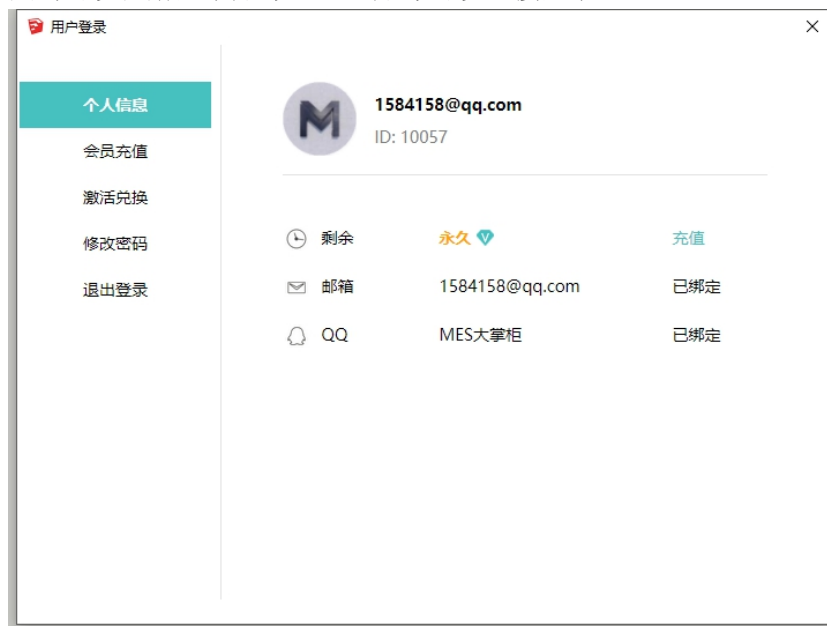 用户登录
个人信息
会员充值
激活兑换
修改密码
退出登录
M
1584158@qq.com
ID: 10057
剩余 永久 V 充值
邮箱 1584158@qq.com 已绑定
QQ MES大掌柜 已绑定